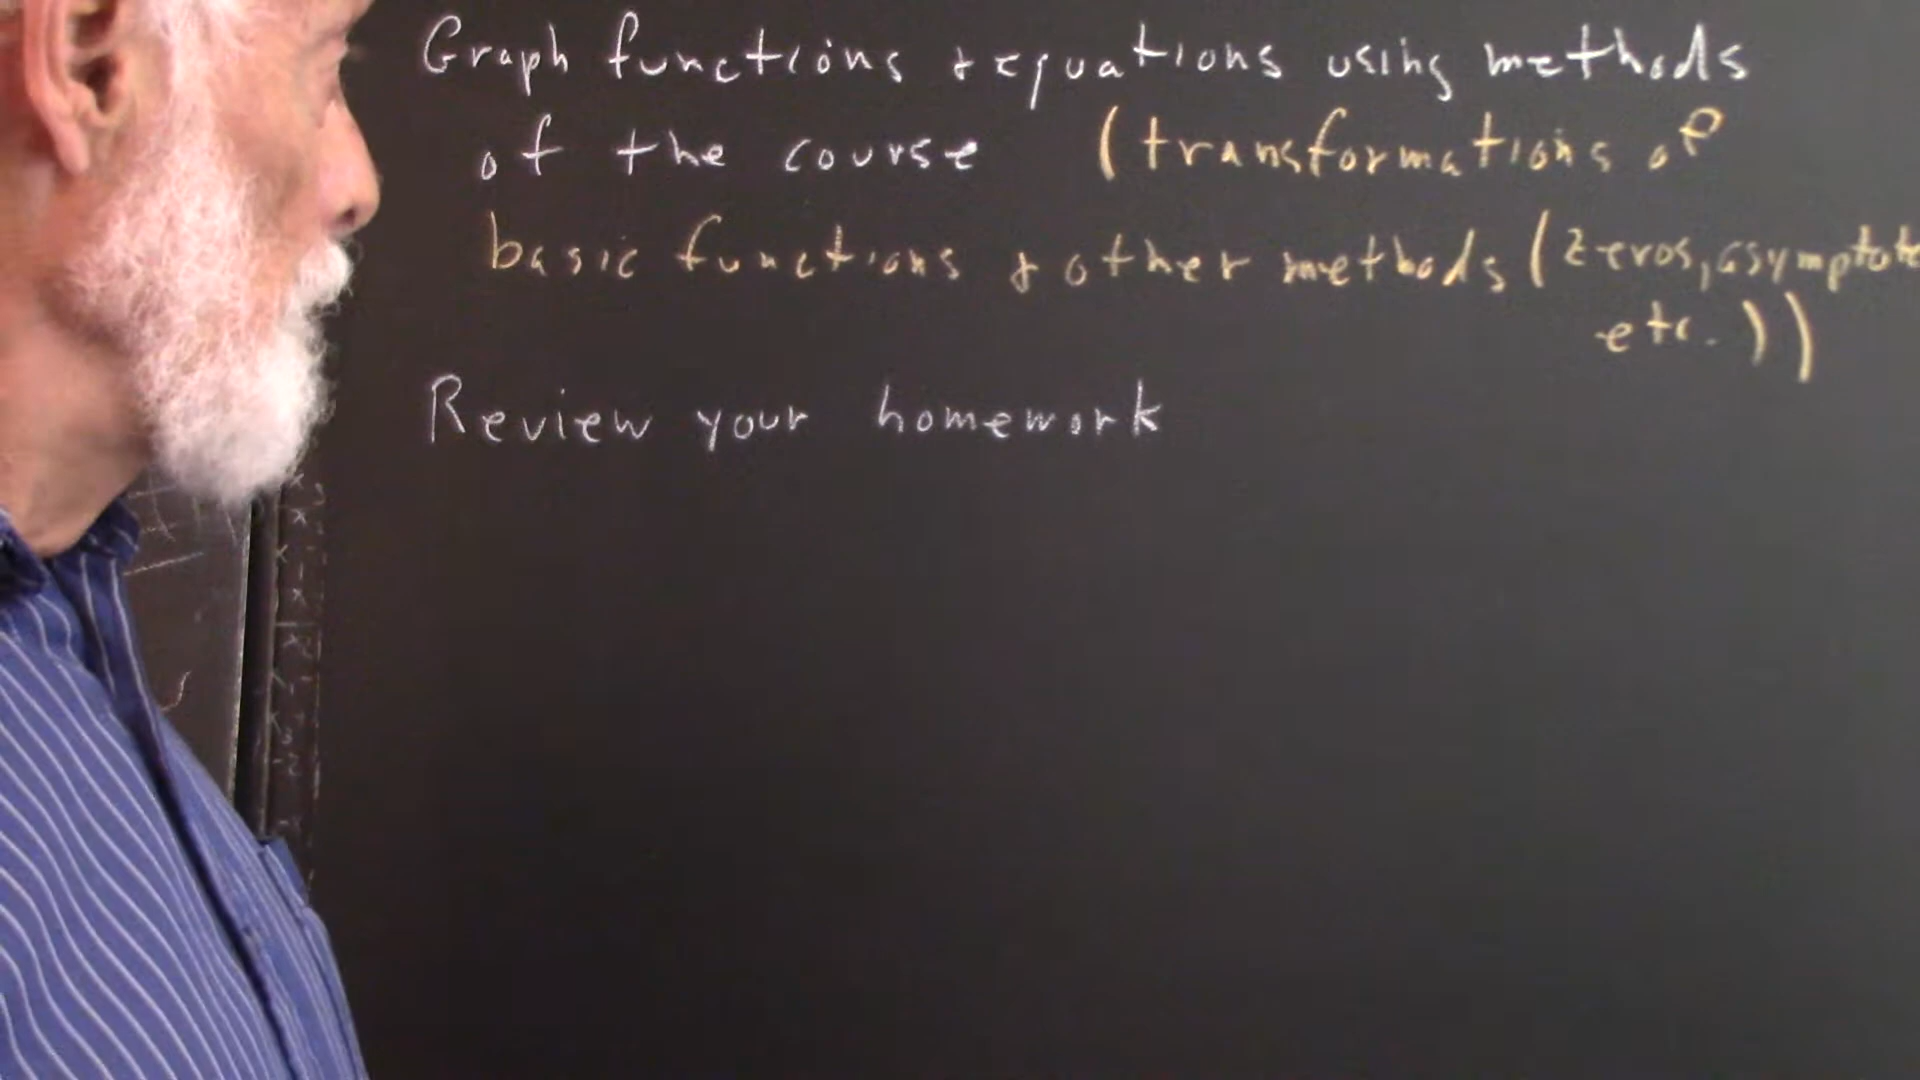 Graph functions & equations using methods
of the course (transformations of
basic functions & other methods (zeros, asymptote
etc.))
Review your homework